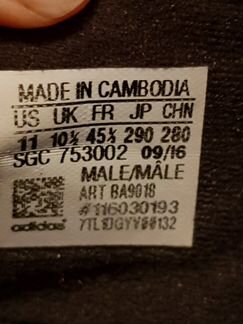 MADE IN CAMBODIA
US UK FR JP CHN
11 10½ 45⅓ 290 280
SGC 753002 09/16
MALE/MÂLE
ART BA9018
#116030193
adidas